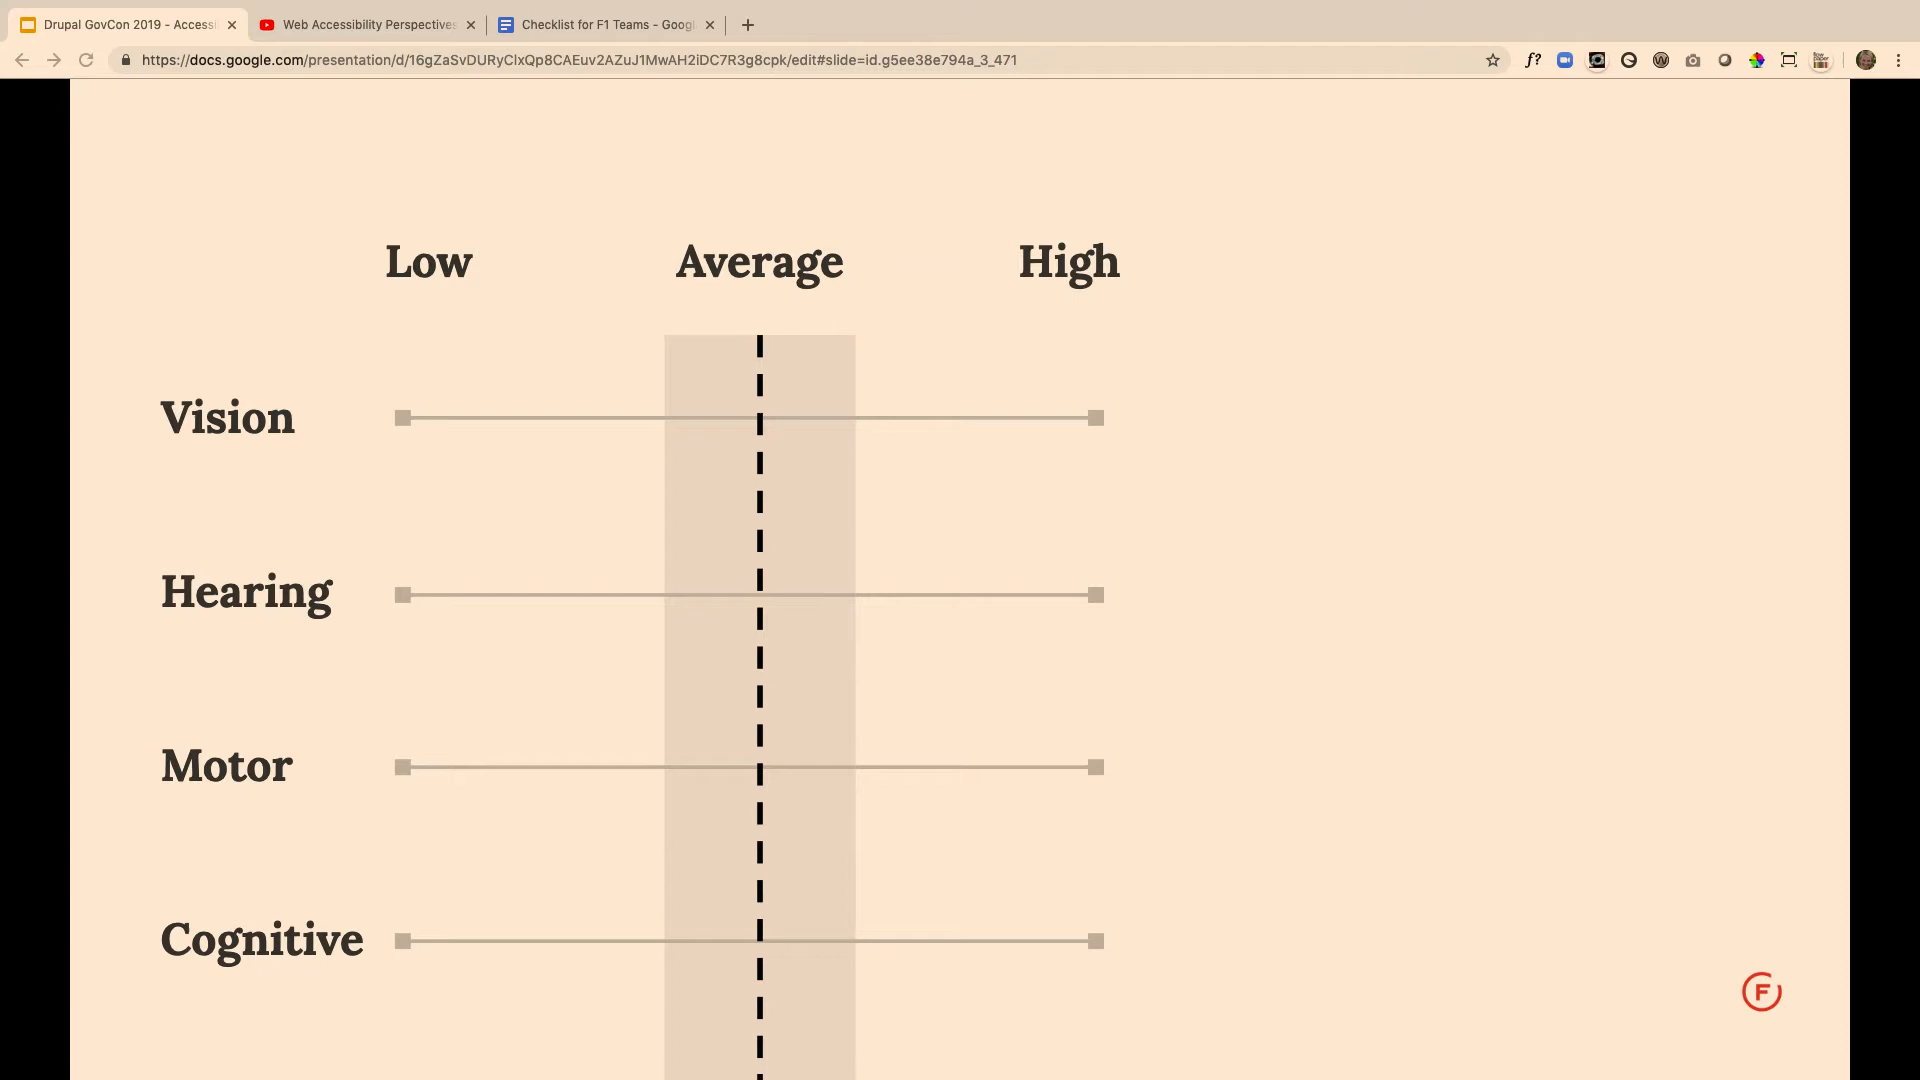 Drupal GovCon 2019 - Accessi
Web Accessibility Perspectives
Checklist for F1 Teams - Googl
https://docs.google.com/presentation/d/16gZaSvDURyClxQp8CAEuv2AZuJ1MwAH2iDC7R3g8cpk/edit#slide=id.g5ee38e794a_3_471
f?
Low Average High
Vision
Hearing
Motor
Cognitive
F